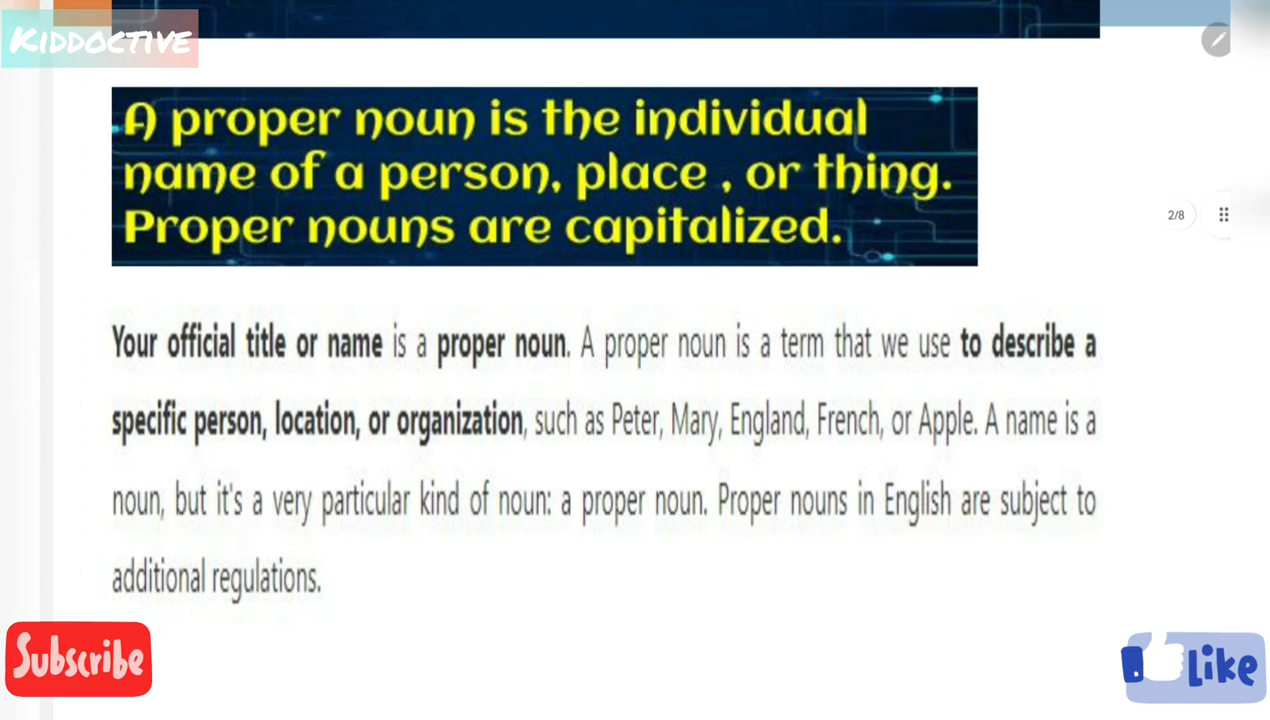 KIDDOCTIVE
A proper noun is the individual
name of a person, place , or thing.
Proper nouns are capitalized.
2/8
Your official title or name is a proper noun. A proper noun is a term that we use to describe a
specific person, location, or organization, such as Peter, Mary, England, French, or Apple. A name is a
noun, but it's a very particular kind of noun: a proper noun. Proper nouns in English are subject to
additional regulations.
Subscribe
Like